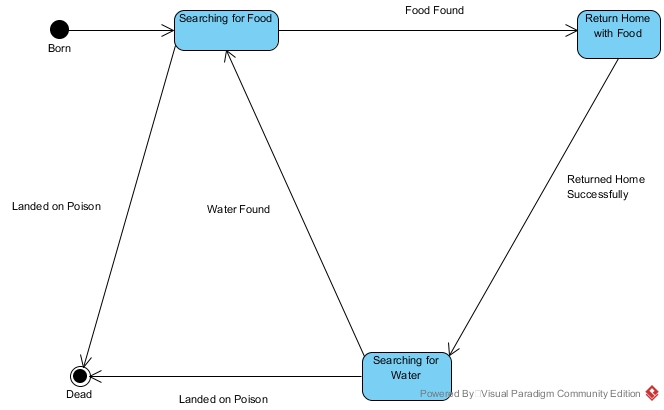 Food Found
Searching for Food
Return Home
with Food
Born
Returned Home
Successfully
Landed on Poison
Water Found
Searching for
Water
Dead
Landed on Poison
Powered By Visual Paradigm Community Edition